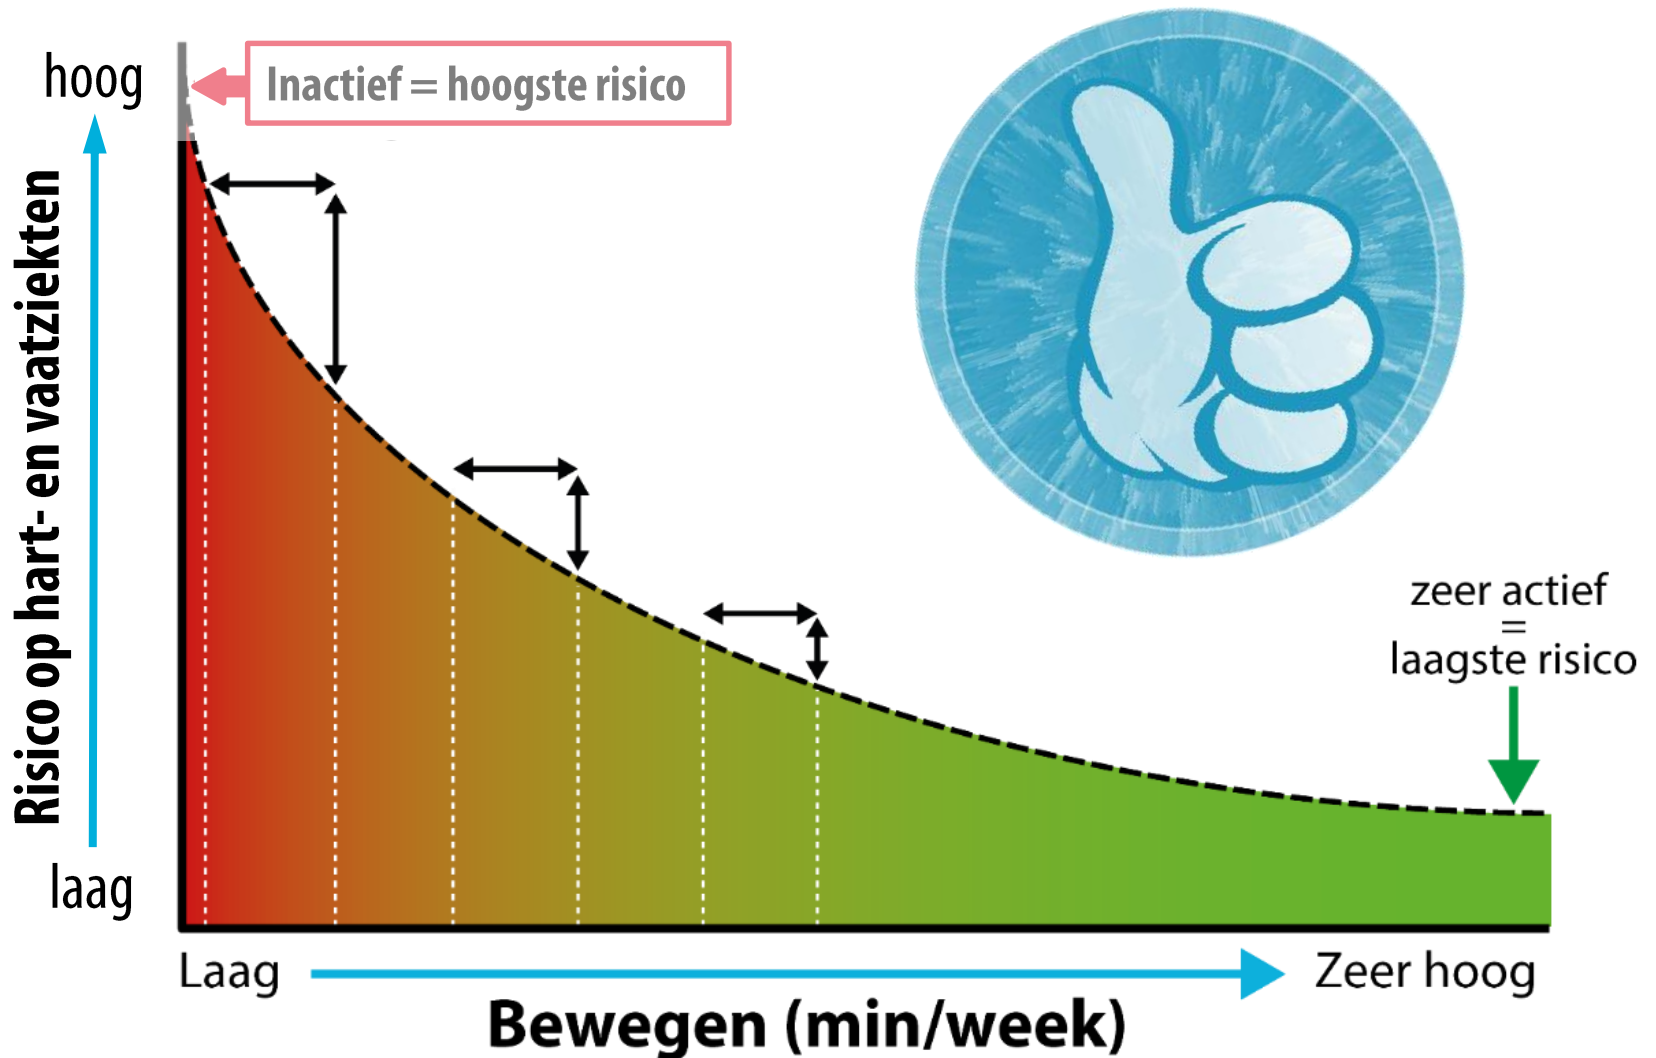 hoog
Inactief = hoogste risico
Risico op hart- en vaatziekten
zeer actief
=
laagste risico
laag
Laag
Zeer hoog
Bewegen (min/week)